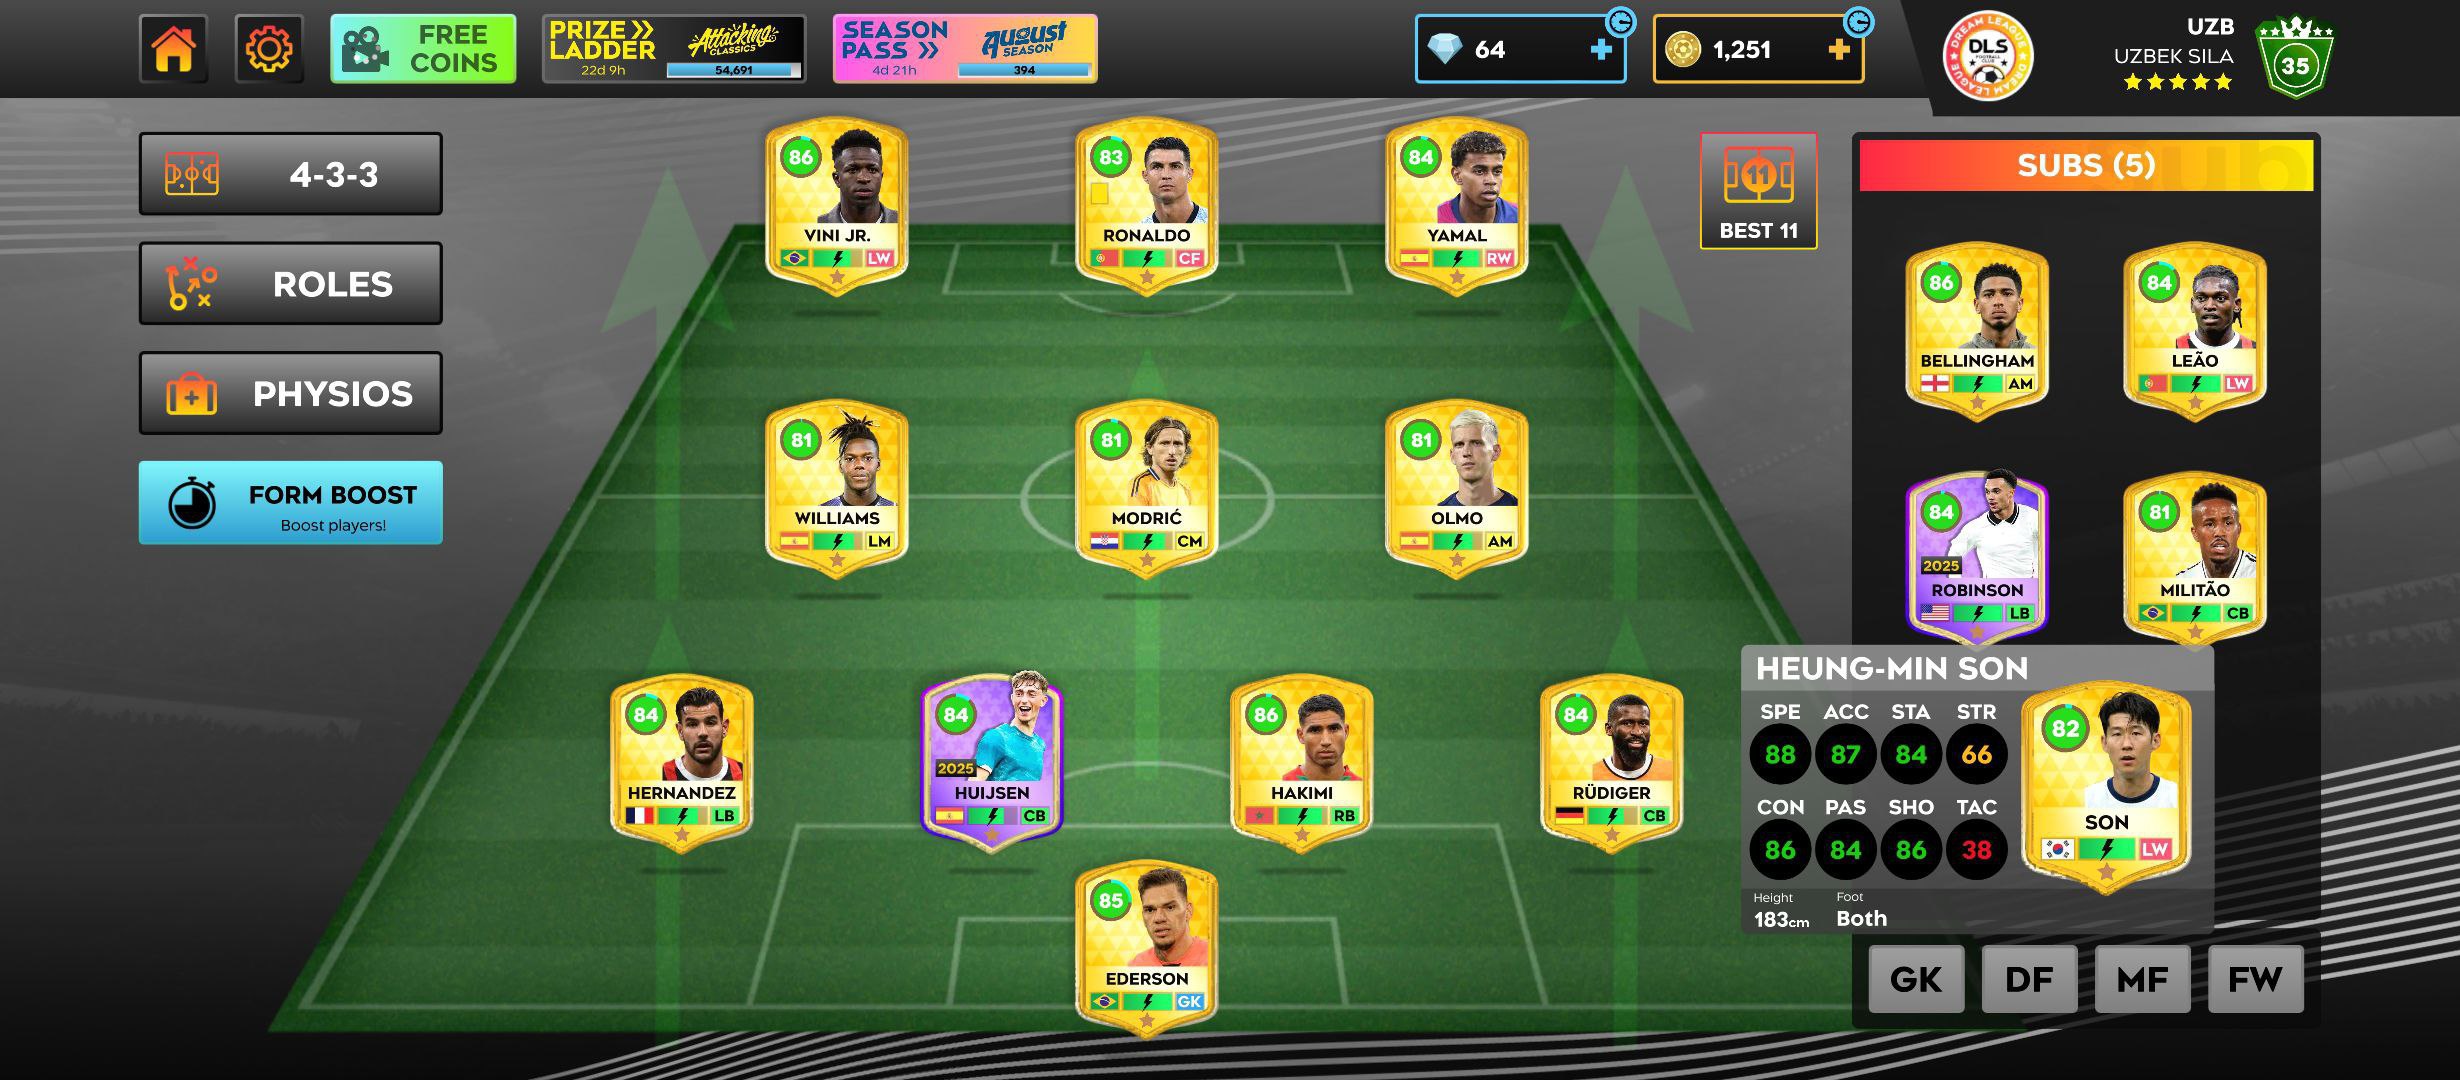 FREE
COINS
PRIZE
LADDER
22d 9h
Attacking
CLASSICS
54,691
SEASON
PASS
4d 21h
August
SEASON
394
64
1,251
DREAM LEAGUE
DLS
FOOTBALL CLUB
UZB
UZBEK SILA
35
4-3-3
ROLES
PHYSIOS
FORM BOOST
Boost players!
86
VINI JR.
LW
83
RONALDO
CF
84
YAMAL
RW
11
BEST 11
81
WILLIAMS
LM
81
MODRIĆ
CM
81
OLMO
AM
84
HERNANDEZ
LB
84
2025
HUIJSEN
CB
86
HAKIMI
RB
84
RÜDIGER
CB
85
EDERSON
GK
SUBS (5)
86
BELLINGHAM
AM
84
LEÃO
LW
84
2025
ROBINSON
LB
81
MILITÃO
CB
HEUNG-MIN SON
SPE ACC STA STR
88 87 84 66
CON PAS SHO TAC
86 84 86 38
Height Foot
183cm Both
82
SON
LW
GK DF MF FW